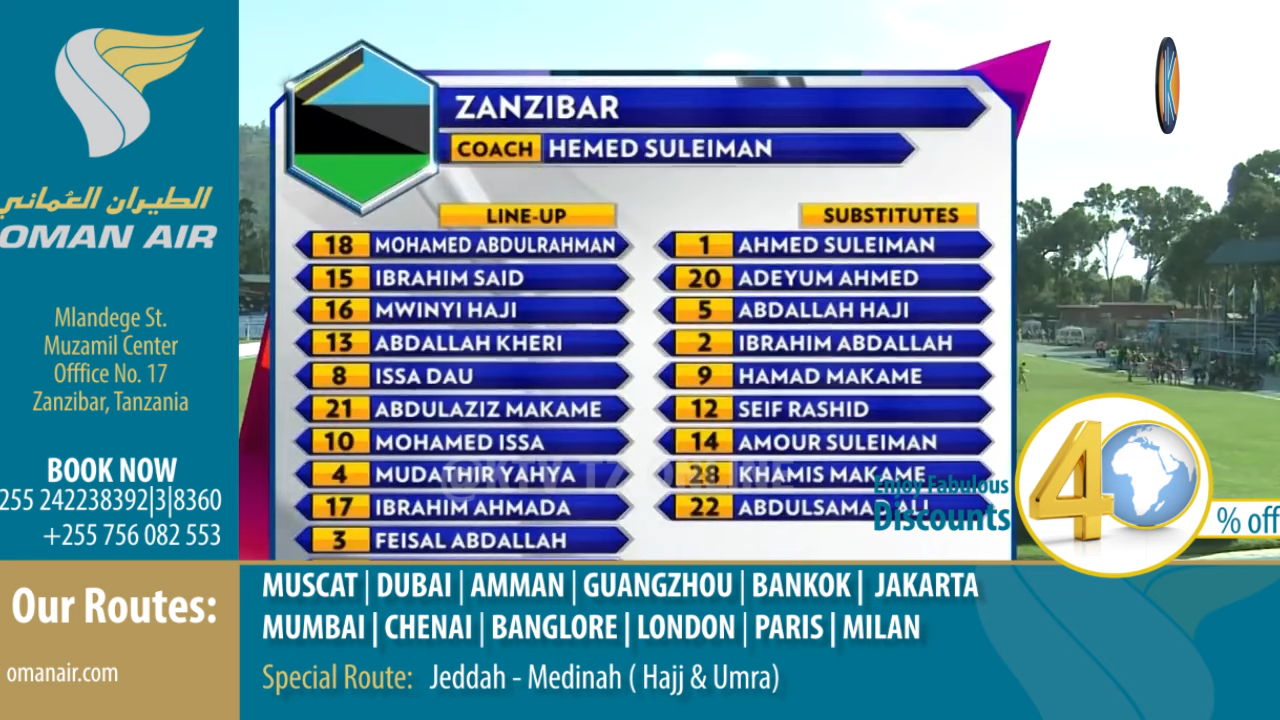 الطيران العُماني
OMAN AIR
Mlandege St.
Muzamil Center
Offfice No. 17
Zanzibar, Tanzania
BOOK NOW
255 242238392|3|8360
+255 756 082 553
ZANZIBAR
COACH HEMED SULEIMAN
LINE-UP
18 MOHAMED ABDULRAHMAN
15 IBRAHIM SAID
16 MWINYI HAJI
13 ABDALLAH KHERI
8 ISSA DAU
21 ABDULAZIZ MAKAME
10 MOHAMED ISSA
4 MUDATHIR YAHYA
17 IBRAHIM AHMADA
3 FEISAL ABDALLAH
SUBSTITUTES
1 AHMED SULEIMAN
20 ADEYUM AHMED
5 ABDALLAH HAJI
2 IBRAHIM ABDALLAH
9 HAMAD MAKAME
12 SEIF RASHID
14 AMOUR SULEIMAN
28 KHAMIS MAKAME
22
K
Enjoy Fabulous
Discounts
40
% off
Our Routes:
omanair.com
MUSCAT | DUBAI | AMMAN | GUANGZHOU | BANKOK | JAKARTA
MUMBAI | CHENAI | BANGLORE | LONDON | PARIS | MILAN
Special Route: Jeddah - Medinah ( Hajj & Umra)